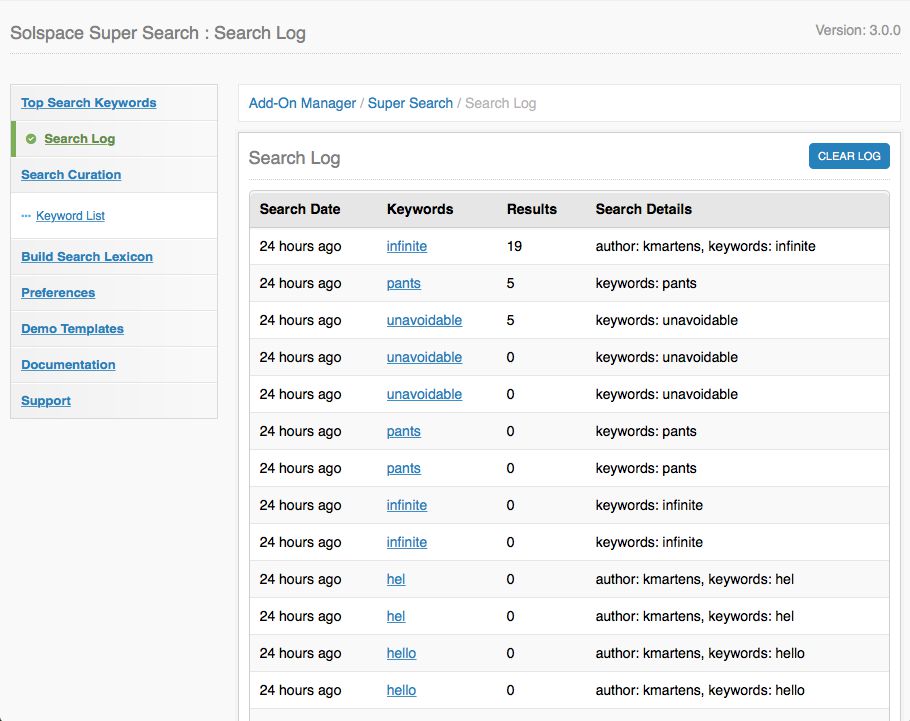 Solspace Super Search : Search Log
Version: 3.0.0
Top Search Keywords
Search Log
Search Curation
Keyword List
Build Search Lexicon
Preferences
Demo Templates
Documentation
Support
Add-On Manager / Super Search / Search Log
Search Log
CLEAR LOG
Search Date Keywords Results Search Details
24 hours ago infinite 19 author: kmartens, keywords: infinite
24 hours ago pants 5 keywords: pants
24 hours ago unavoidable 5 keywords: unavoidable
24 hours ago unavoidable 0 keywords: unavoidable
24 hours ago unavoidable 0 keywords: unavoidable
24 hours ago pants 0 keywords: pants
24 hours ago pants 0 keywords: pants
24 hours ago infinite 0 keywords: infinite
24 hours ago infinite 0 keywords: infinite
24 hours ago hel 0 author: kmartens, keywords: hel
24 hours ago hel 0 author: kmartens, keywords: hel
24 hours ago hello 0 author: kmartens, keywords: hello
24 hours ago hello 0 author: kmartens, keywords: hello